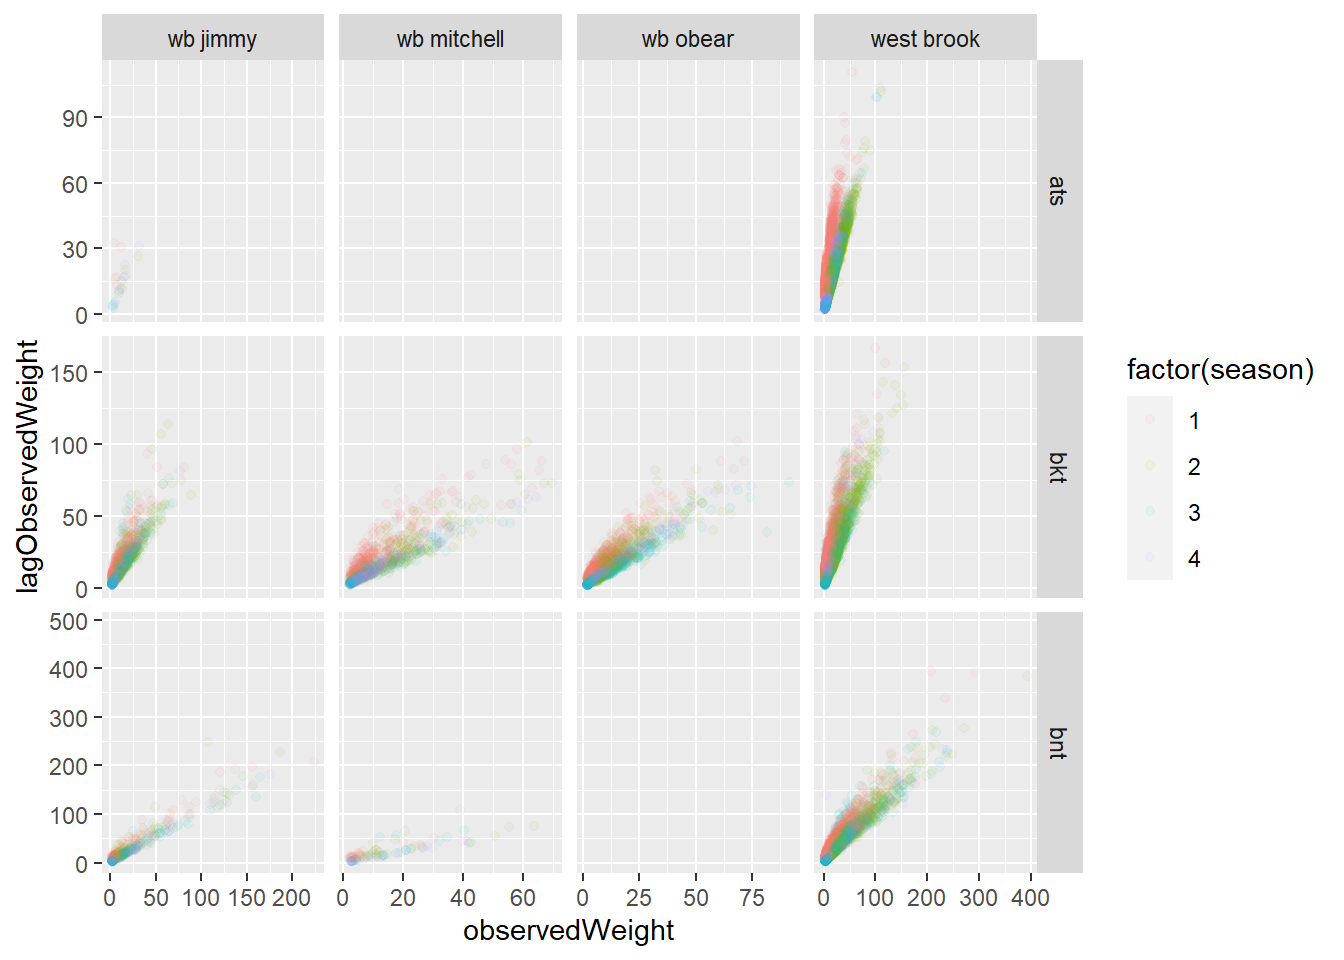 wb jimmy wb mitchell wb obear west brook
90
60
30
0
ats
150
100
50
0
bkt
500
400
300
200
100
0
bnt
0 50 100 150 200 0 20 40 60 0 25 50 75 0 100 200 300 400
observedWeight
lagObservedWeight
factor(season)
1
2
3
4